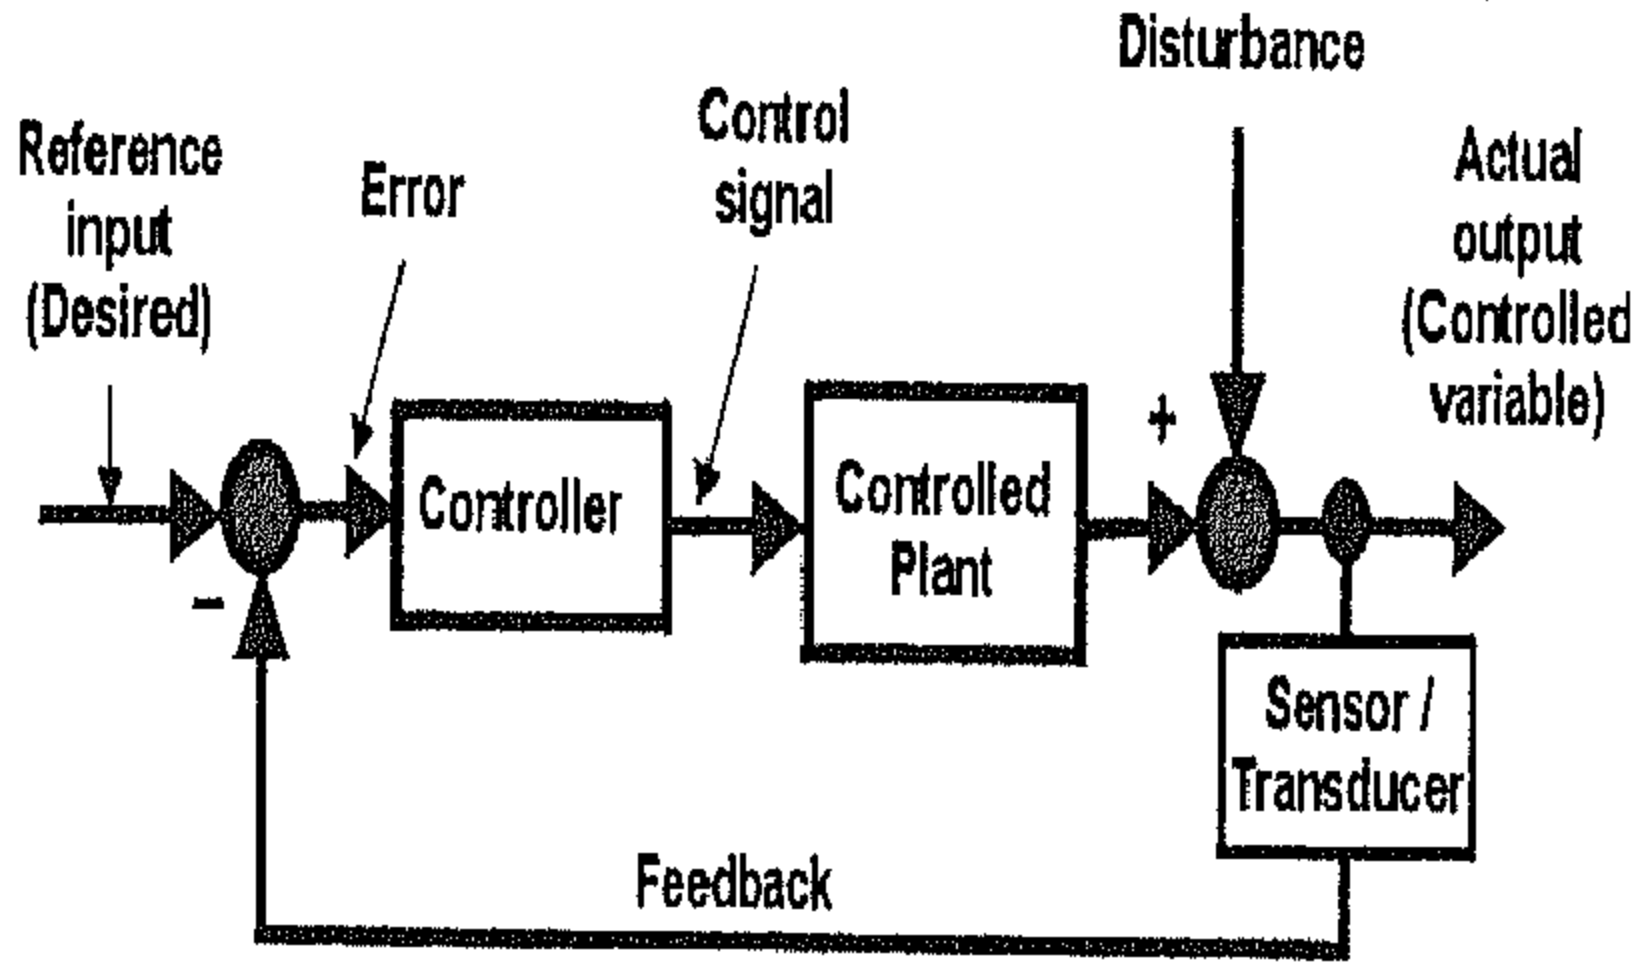 Disturbance
Control
signal
Reference
input
(Desired)
Error
Actual
output
(Controlled
variable)
+
Controller
Controlled
Plant
−
Sensor /
Transducer
Feedback